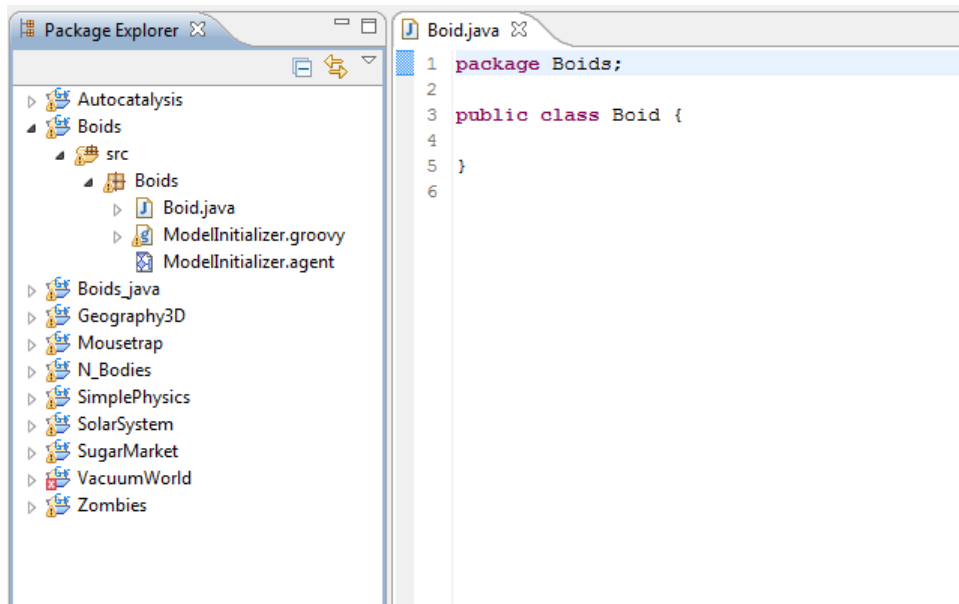 Package Explorer
Autocatalysis
Boids
src
Boids
Boid.java
ModelInitializer.groovy
ModelInitializer.agent
Boids_java
Geography3D
Mousetrap
N_Bodies
SimplePhysics
SolarSystem
SugarMarket
VacuumWorld
Zombies
Boid.java
1 package Boids;
2
3 public class Boid {
4
5 }
6